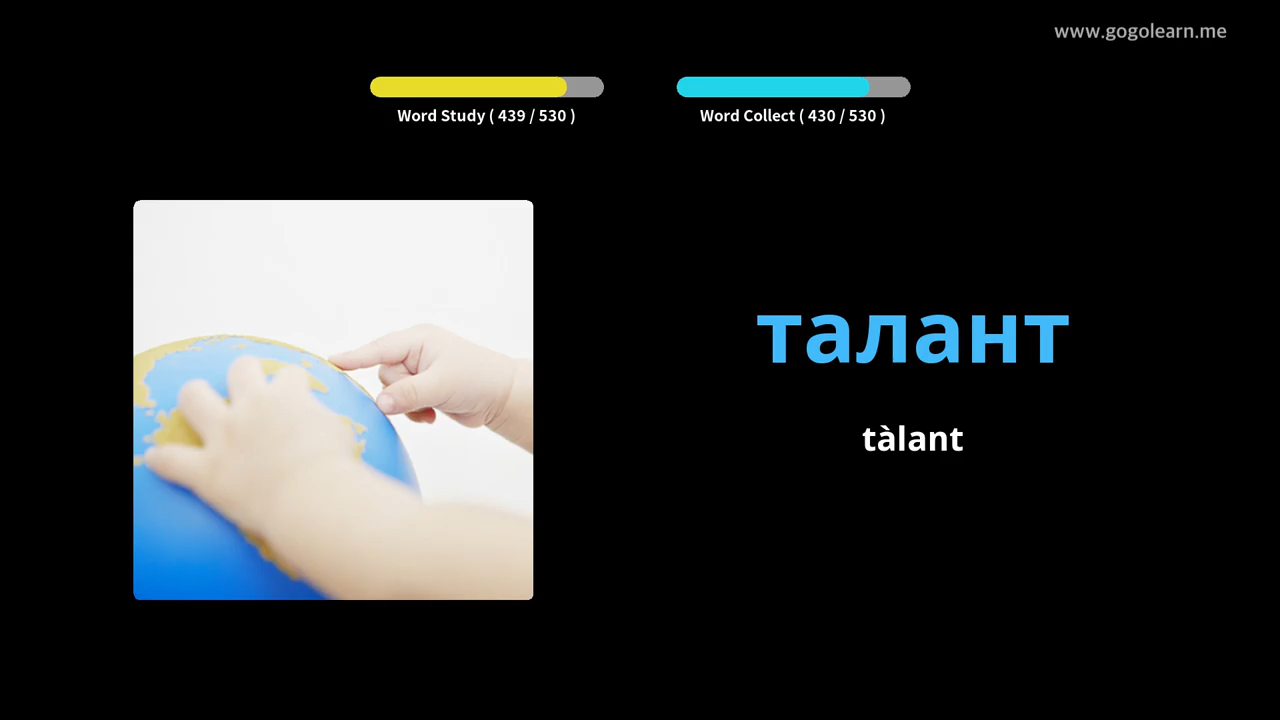 www.gogolearn.me
Word Study ( 439 / 530 )
Word Collect ( 430 / 530 )
талант
tàlant